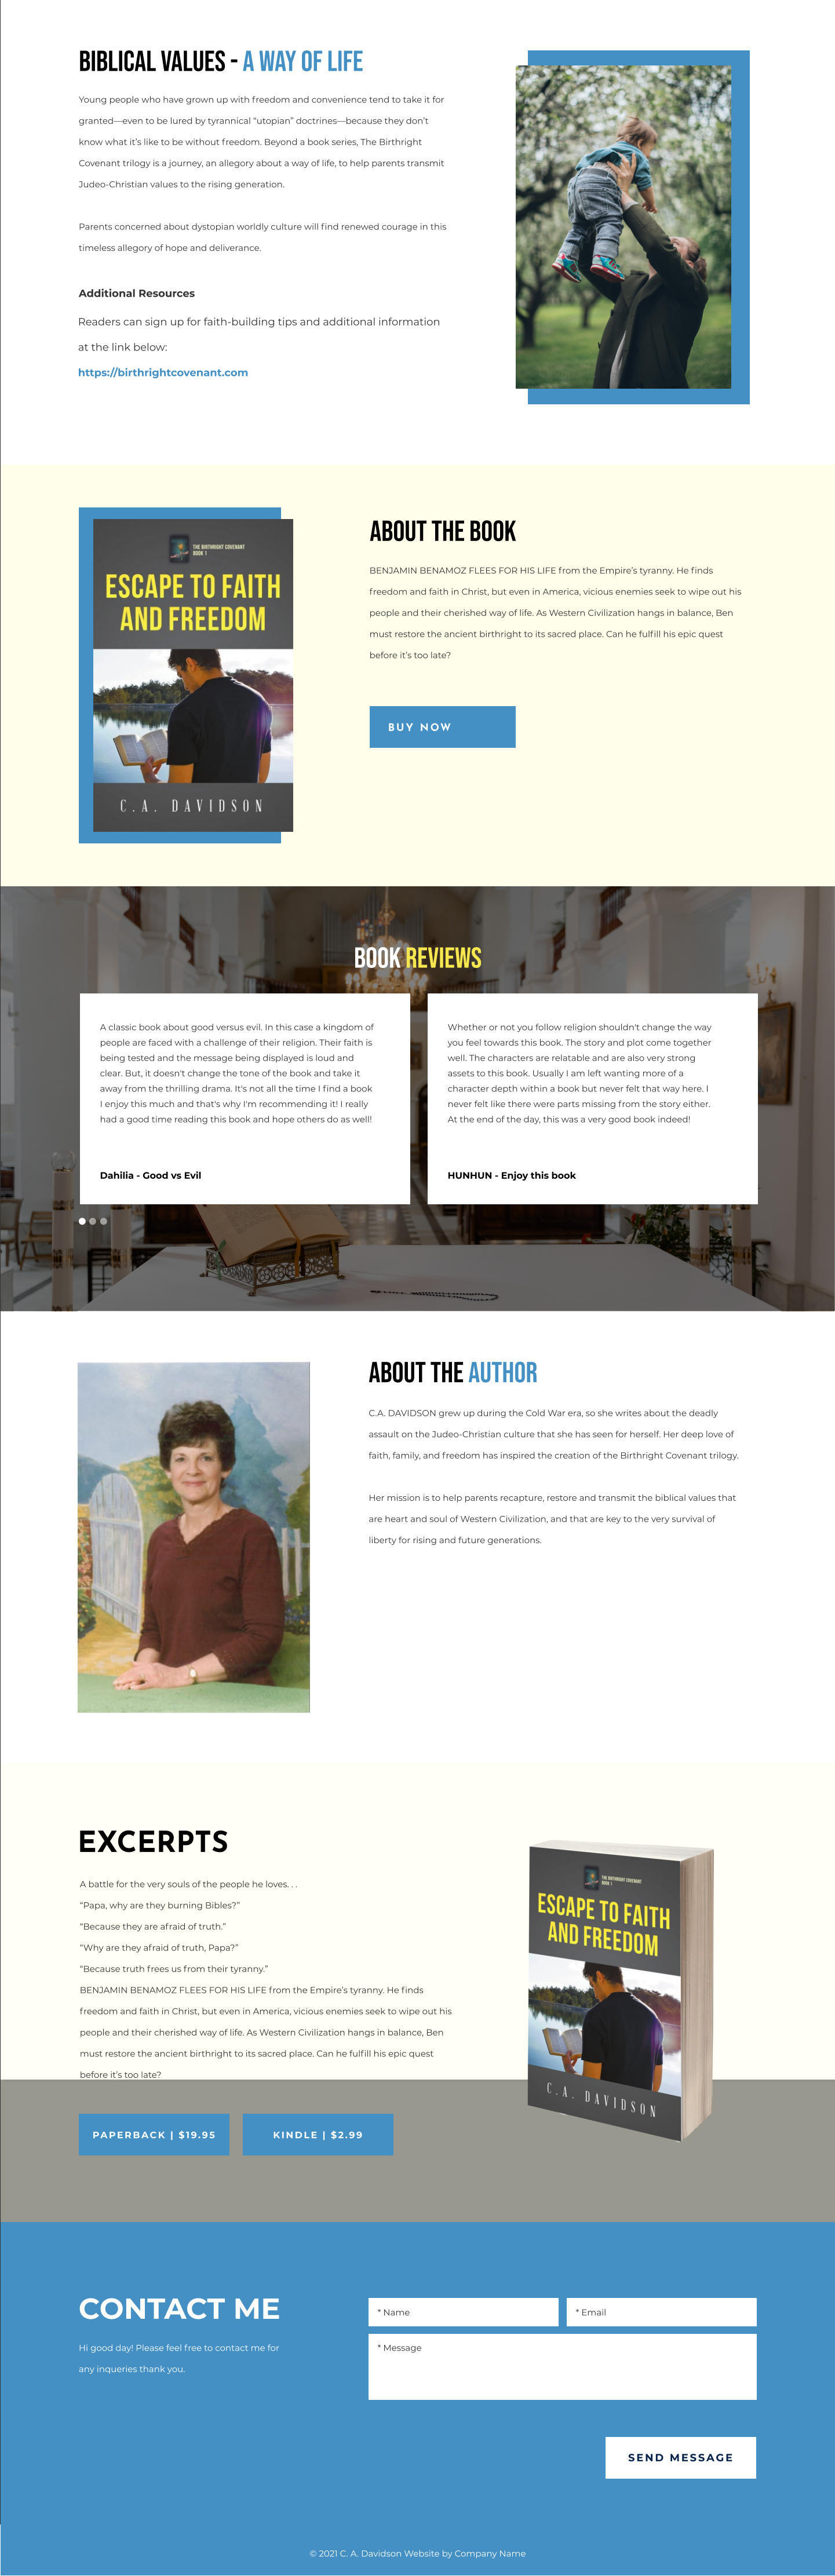 BIBLICAL VALUES - A WAY OF LIFE
Young people who have grown up with freedom and convenience tend to take it for
granted—even to be lured by tyrannical “utopian” doctrines—because they don’t
know what it’s like to be without freedom. Beyond a book series, The Birthright
Covenant trilogy is a journey, an allegory about a way of life, to help parents transmit
Judeo-Christian values to the rising generation.
Parents concerned about dystopian worldly culture will find renewed courage in this
timeless allegory of hope and deliverance.
Additional Resources
Readers can sign up for faith-building tips and additional information
at the link below:
https://birthrightcovenant.com
THE BIRTHRIGHT COVENANT
BOOK 1
ESCAPE TO FAITH
AND FREEDOM
C.A. DAVIDSON
ABOUT THE BOOK
BENJAMIN BENAMOZ FLEES FOR HIS LIFE from the Empire’s tyranny. He finds
freedom and faith in Christ, but even in America, vicious enemies seek to wipe out his
people and their cherished way of life. As Western Civilization hangs in balance, Ben
must restore the ancient birthright to its sacred place. Can he fulfill his epic quest
before it’s too late?
BUY NOW
BOOK REVIEWS
A classic book about good versus evil. In this case a kingdom of
people are faced with a challenge of their religion. Their faith is
being tested and the message being displayed is loud and
clear. But, it doesn't change the tone of the book and take it
away from the thrilling drama. It's not all the time I find a book
I enjoy this much and that's why I'm recommending it! I really
had a good time reading this book and hope others do as well!
Dahilia - Good vs Evil
Whether or not you follow religion shouldn't change the way
you feel towards this book. The story and plot come together
well. The characters are relatable and are also very strong
assets to this book. Usually I am left wanting more of a
character depth within a book but never felt that way here. I
never felt like there were parts missing from the story either.
At the end of the day, this was a very good book indeed!
HUNHUN - Enjoy this book
ABOUT THE AUTHOR
C.A. DAVIDSON grew up during the Cold War era, so she writes about the deadly
assault on the Judeo-Christian culture that she has seen for herself. Her deep love of
faith, family, and freedom has inspired the creation of the Birthright Covenant trilogy.
Her mission is to help parents recapture, restore and transmit the biblical values that
are heart and soul of Western Civilization, and that are key to the very survival of
liberty for rising and future generations.
EXCERPTS
A battle for the very souls of the people he loves. . .
“Papa, why are they burning Bibles?”
“Because they are afraid of truth.”
“Why are they afraid of truth, Papa?”
“Because truth frees us from their tyranny.”
BENJAMIN BENAMOZ FLEES FOR HIS LIFE from the Empire’s tyranny. He finds
freedom and faith in Christ, but even in America, vicious enemies seek to wipe out his
people and their cherished way of life. As Western Civilization hangs in balance, Ben
must restore the ancient birthright to its sacred place. Can he fulfill his epic quest
before it’s too late?
PAPERBACK | $19.95
KINDLE | $2.99
THE BIRTHRIGHT COVENANT
BOOK 1
ESCAPE TO FAITH
AND FREEDOM
C.A. DAVIDSON
CONTACT ME
Hi good day! Please feel free to contact me for
any inqueries thank you.
* Name
* Email
* Message
SEND MESSAGE
© 2021 C. A. Davidson Website by Company Name